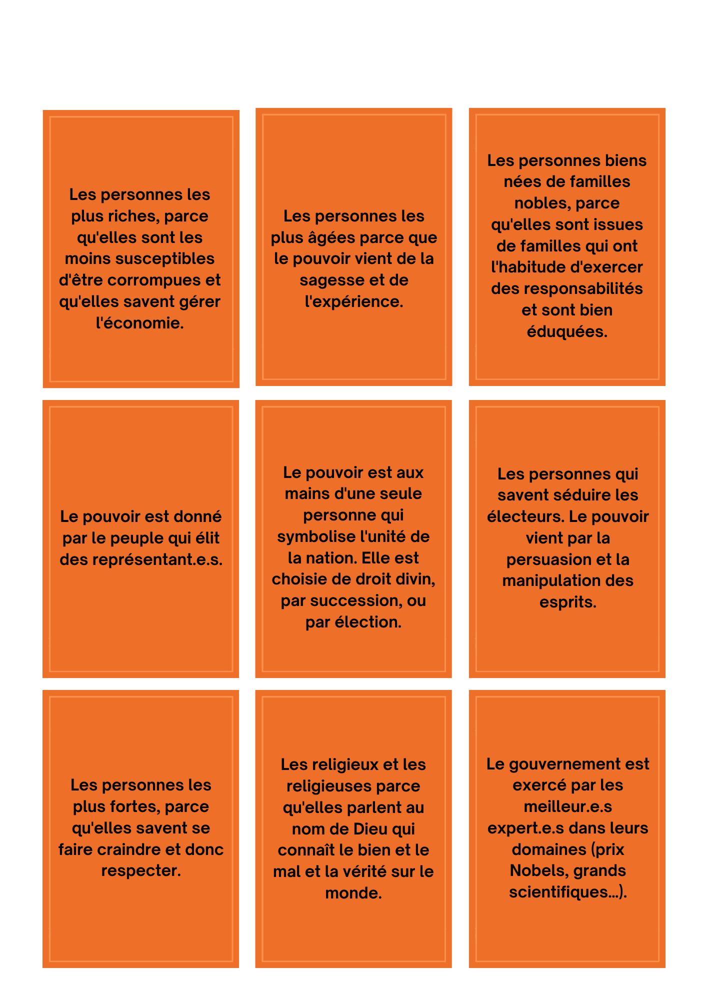 Les personnes les
plus riches, parce
qu'elles sont les
moins susceptibles
d'être corrompues et
qu'elles savent gérer
l'économie.
Les personnes les
plus âgées parce que
le pouvoir vient de la
sagesse et de
l'expérience.
Les personnes biens
nées de familles
nobles, parce
qu'elles sont issues
de familles qui ont
l'habitude d'exercer
des responsabilités
et sont bien
éduquées.
Le pouvoir est donné
par le peuple qui élit
des représentant.e.s.
Le pouvoir est aux
mains d'une seule
personne qui
symbolise l'unité de
la nation. Elle est
choisie de droit divin,
par succession, ou
par élection.
Les personnes qui
savent séduire les
électeurs. Le pouvoir
vient par la
persuasion et la
manipulation des
esprits.
Les personnes les
plus fortes, parce
qu'elles savent se
faire craindre et donc
respecter.
Les religieux et les
religieuses parce
qu'elles parlent au
nom de Dieu qui
connaît le bien et le
mal et la vérité sur le
monde.
Le gouvernement est
exercé par les
meilleur.e.s
expert.e.s dans leurs
domaines (prix
Nobels, grands
scientifiques...).